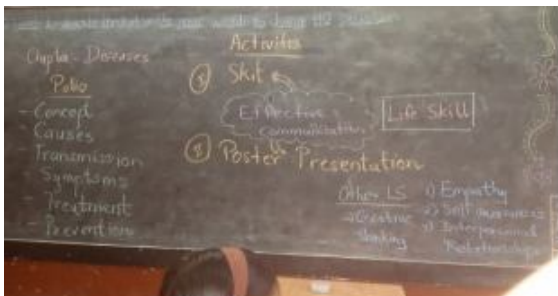 Chapter - Diseases
Polio
- Concept
- Causes
- Transmission
Symptoms
- Treatment
- Prevention
Activities
① Skit
Effective
communication
Life Skill
② Poster Presentation
Other LS
→ Creative
thinking
1) Empathy
2) Self awareness
3) Interpersonal
Relationships